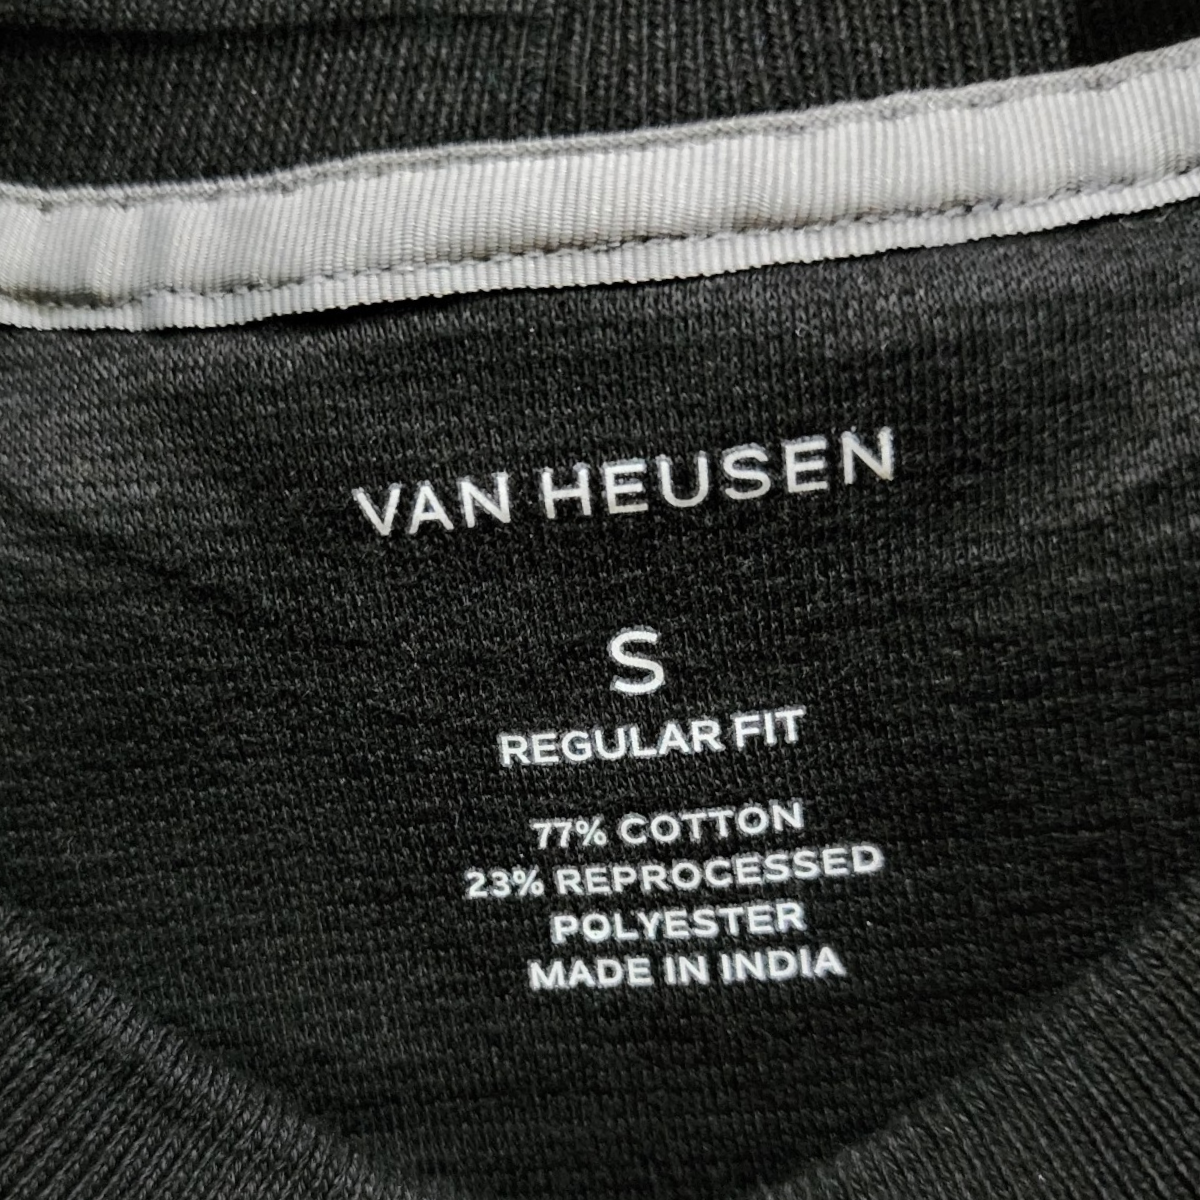 VAN HEUSEN
S
REGULAR FIT
77% COTTON
23% REPROCESSED
POLYESTER
MADE IN INDIA